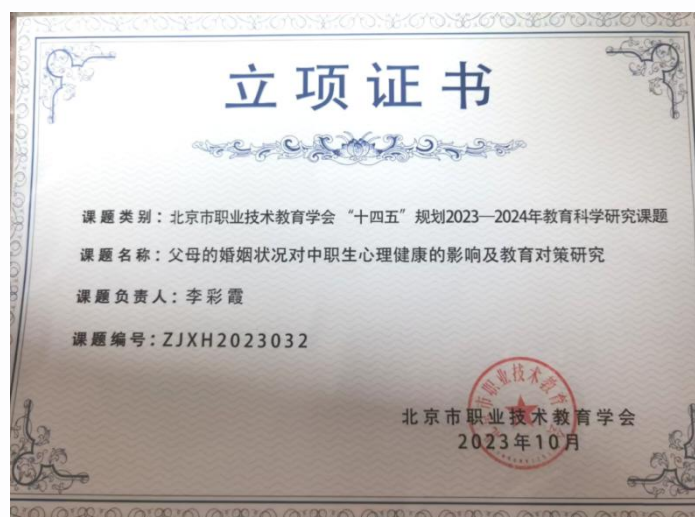 立项证书
课题类别：北京市职业技术教育学会“十四五”规划2023—2024年教育科学研究课题
课题名称：父母的婚姻状况对中职生心理健康的影响及教育对策研究
课题负责人：李彩霞
课题编号：ZJXH2023032
北京市职业技术教育学会
2023年10月